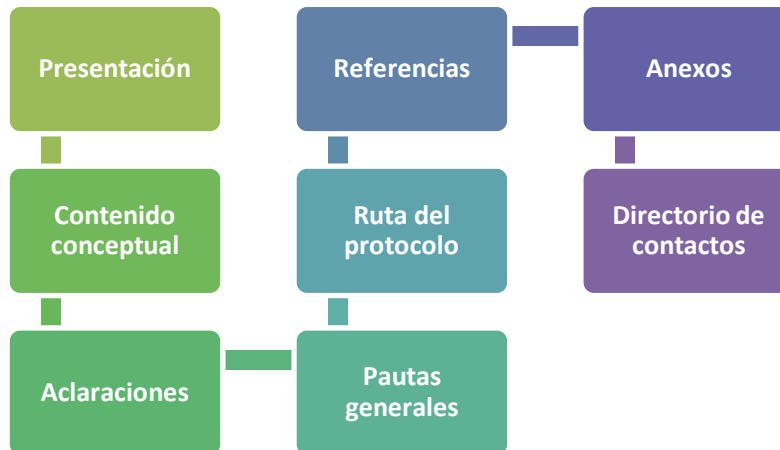 Presentación
Contenido
conceptual
Aclaraciones
Pautas
generales
Ruta del
protocolo
Referencias
Anexos
Directorio de
contactos